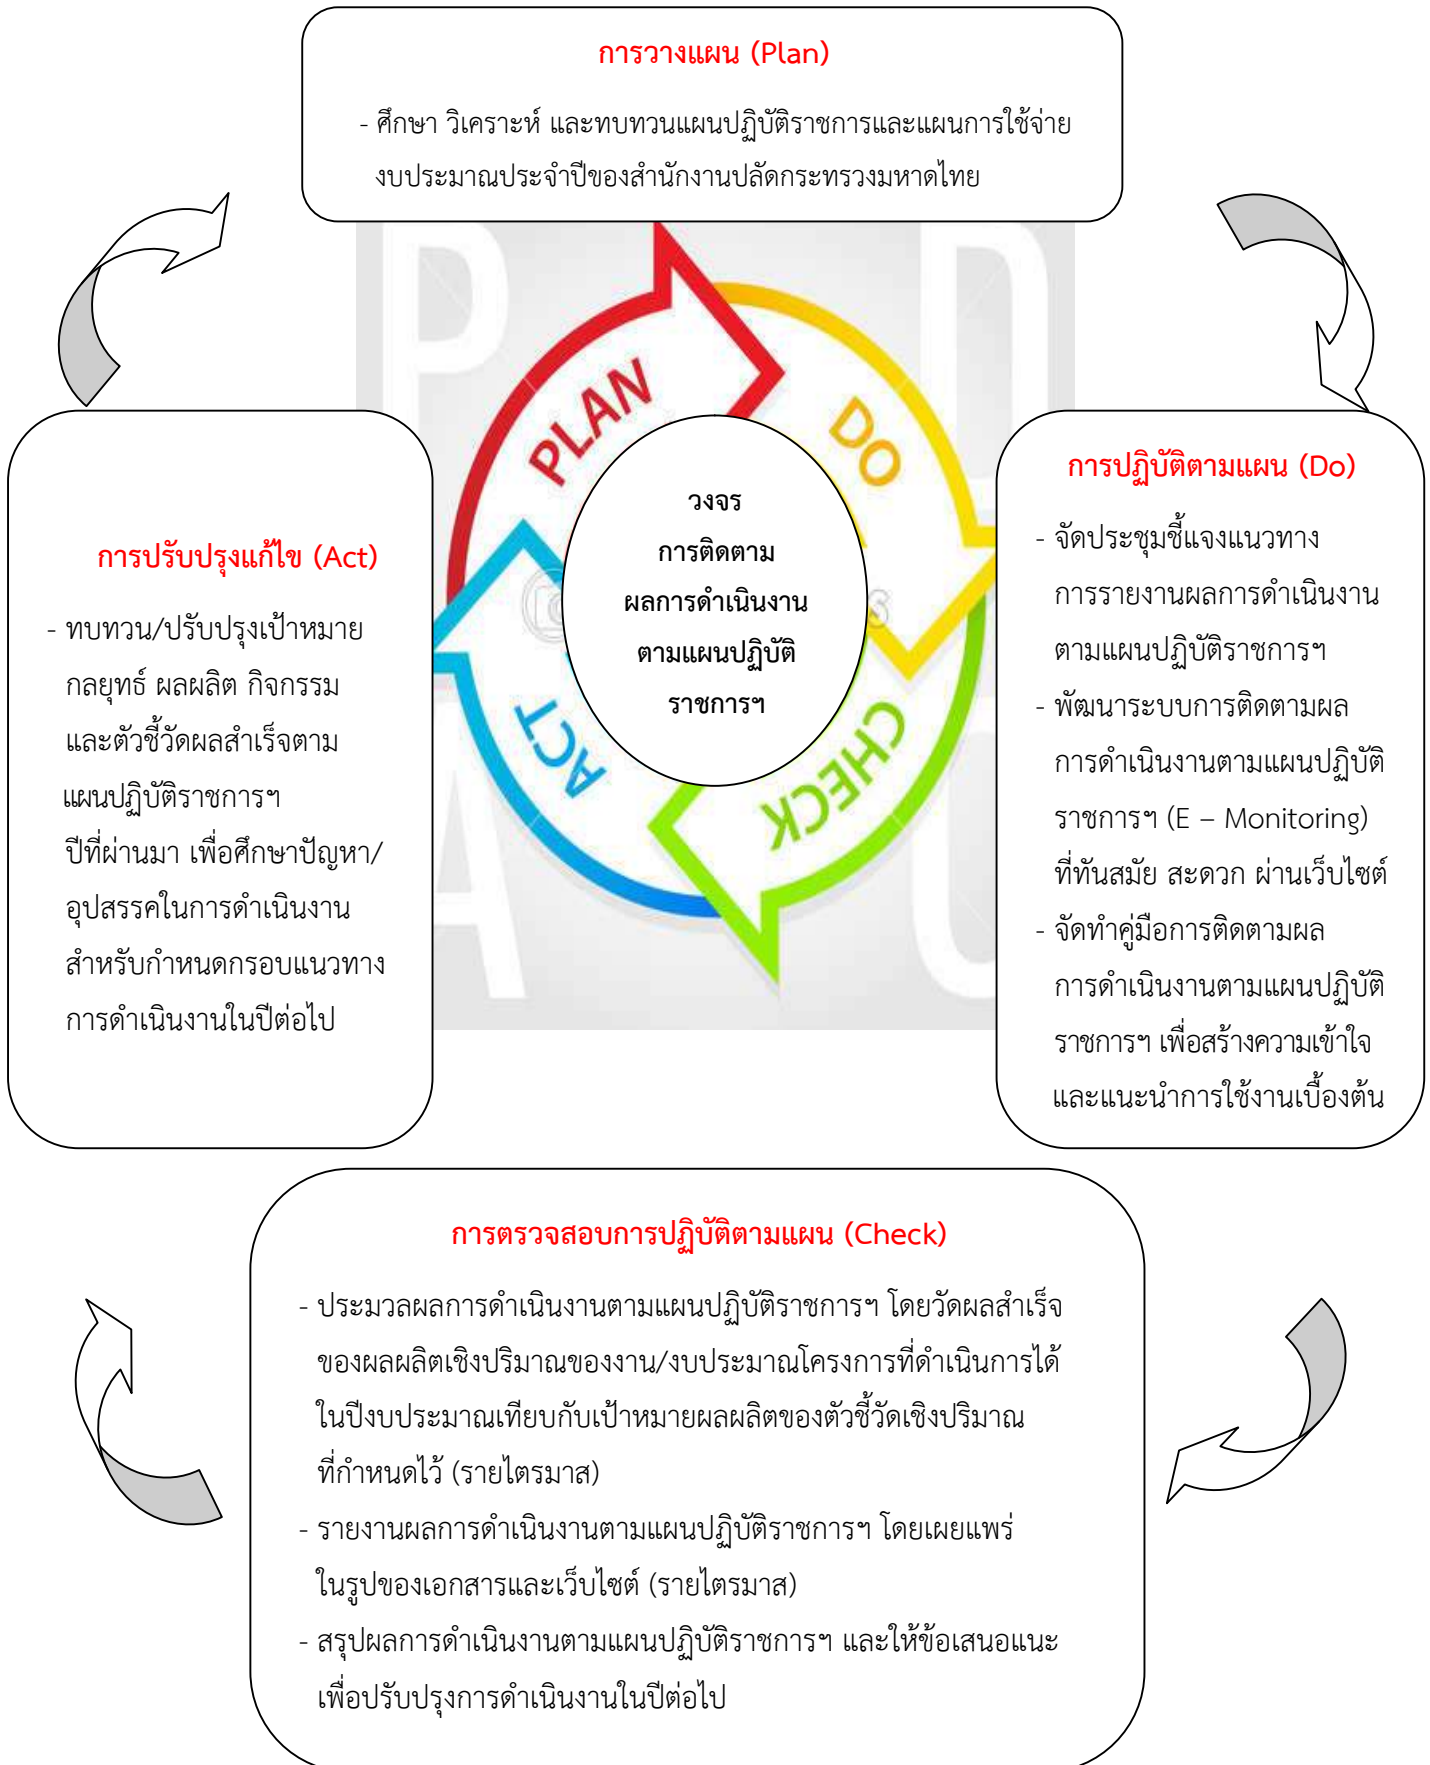 การวางแผน (Plan)
- ศึกษา วิเคราะห์ และทบทวนแผนปฏิบัติราชการและแผนการใช้จ่าย
งบประมาณประจำปีของสำนักงานปลัดกระทรวงมหาดไทย
P D
A C
PLAN
DO
CHECK
ACT
วงจร
การติดตาม
ผลการดำเนินงาน
ตามแผนปฏิบัติ
ราชการฯ
การปฏิบัติตามแผน (Do)
- จัดประชุมชี้แจงแนวทาง
การรายงานผลการดำเนินงาน
ตามแผนปฏิบัติราชการฯ
- พัฒนาระบบการติดตามผล
การดำเนินงานตามแผนปฏิบัติ
ราชการฯ (E – Monitoring)
ที่ทันสมัย สะดวก ผ่านเว็บไซต์
- จัดทำคู่มือการติดตามผล
การดำเนินงานตามแผนปฏิบัติ
ราชการฯ เพื่อสร้างความเข้าใจ
และแนะนำการใช้งานเบื้องต้น
การปรับปรุงแก้ไข (Act)
- ทบทวน/ปรับปรุงเป้าหมาย
กลยุทธ์ ผลผลิต กิจกรรม
และตัวชี้วัดผลสำเร็จตาม
แผนปฏิบัติราชการฯ
ปีที่ผ่านมา เพื่อศึกษาปัญหา/
อุปสรรคในการดำเนินงาน
สำหรับกำหนดกรอบแนวทาง
การดำเนินงานในปีต่อไป
การตรวจสอบการปฏิบัติตามแผน (Check)
- ประมวลผลการดำเนินงานตามแผนปฏิบัติราชการฯ โดยวัดผลสำเร็จ
ของผลผลิตเชิงปริมาณของงาน/งบประมาณโครงการที่ดำเนินการได้
ในปีงบประมาณเทียบกับเป้าหมายผลผลิตของตัวชี้วัดเชิงปริมาณ
ที่กำหนดไว้ (รายไตรมาส)
- รายงานผลการดำเนินงานตามแผนปฏิบัติราชการฯ โดยเผยแพร่
ในรูปของเอกสารและเว็บไซต์ (รายไตรมาส)
- สรุปผลการดำเนินงานตามแผนปฏิบัติราชการฯ และให้ข้อเสนอแนะ
เพื่อปรับปรุงการดำเนินงานในปีต่อไป